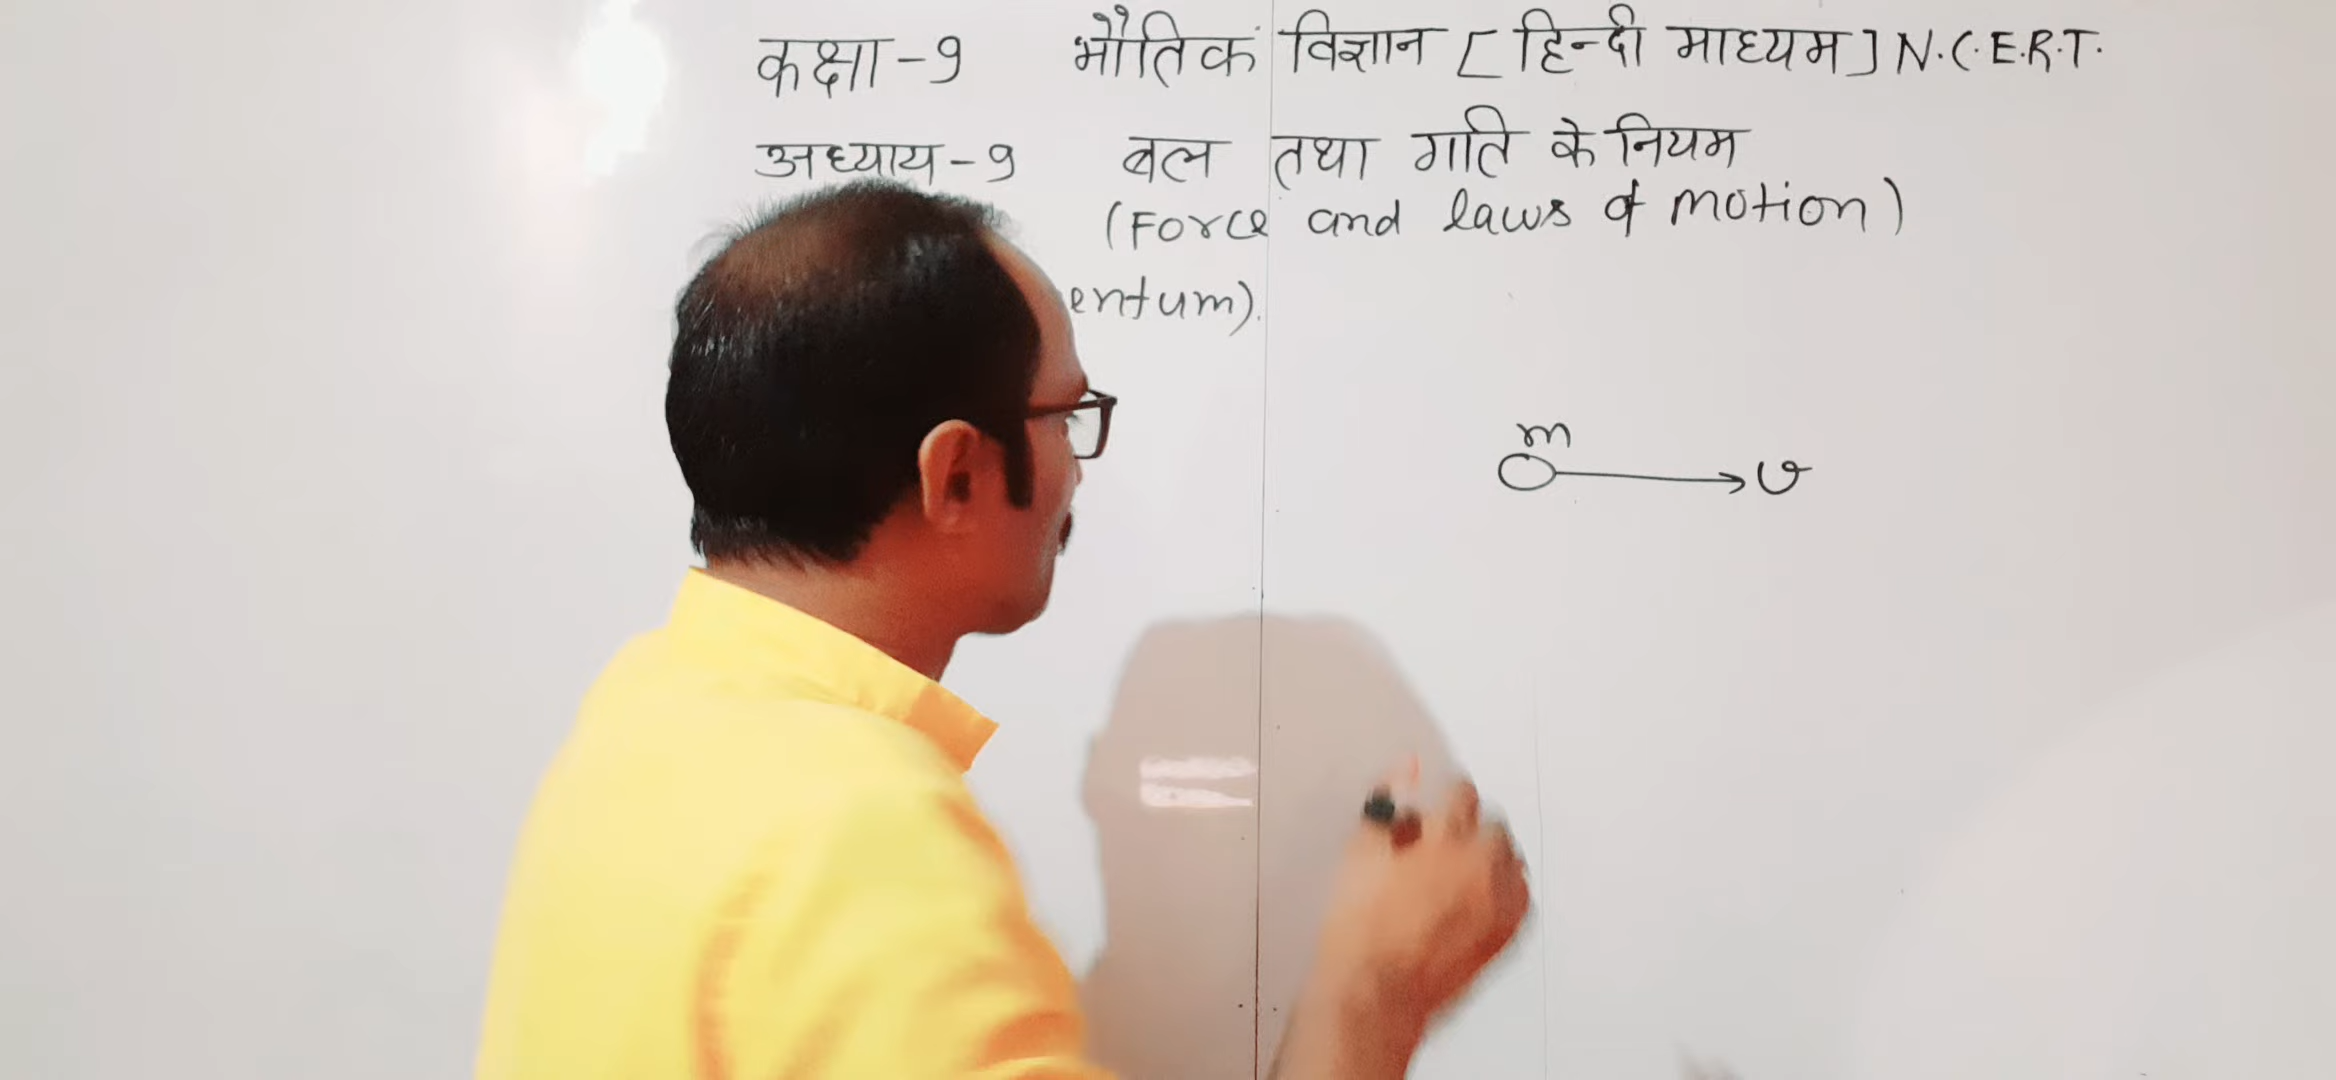 कक्षा-9 भौतिक विज्ञान [हिन्दी माध्यम] N.C.E.R.T.
अध्याय-9 बल तथा गति के नियम
(Force and laws of motion)
entum).
m
v